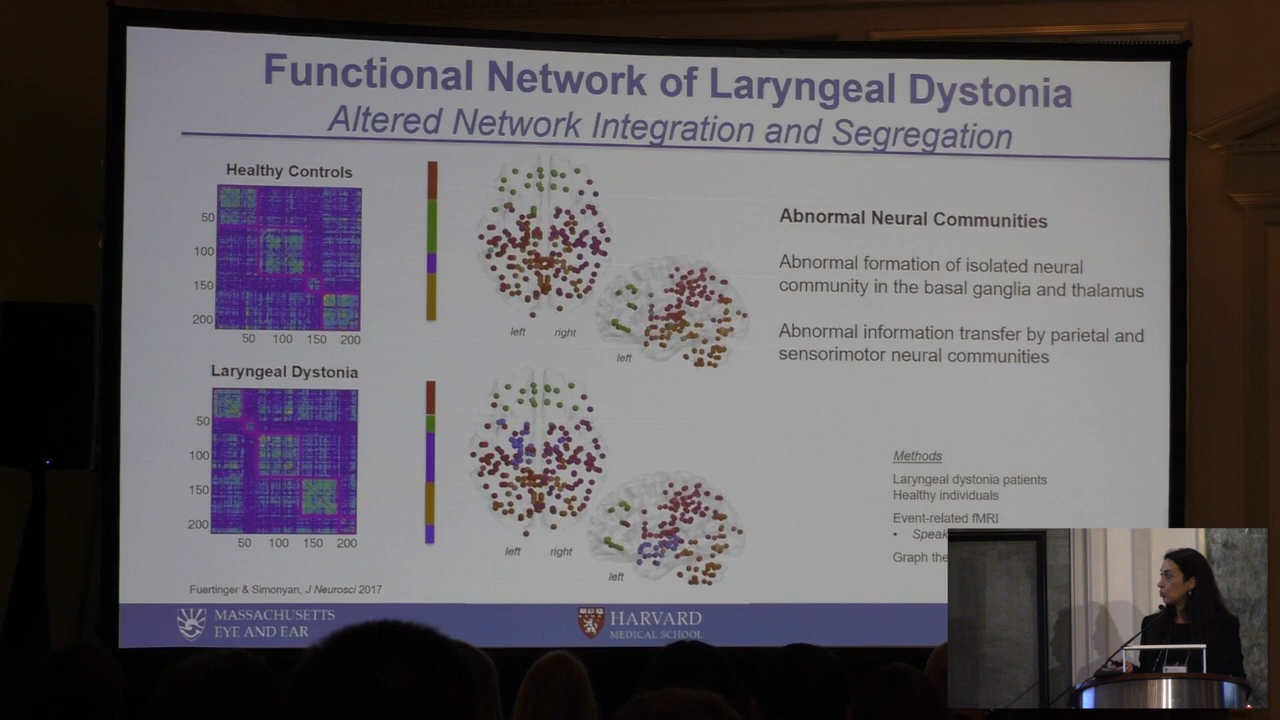 Functional Network of Laryngeal Dystonia
Altered Network Integration and Segregation
Healthy Controls
50
100
150
200
50 100 150 200
left right
left
Laryngeal Dystonia
50
100
150
200
50 100 150 200
left right
left
Abnormal Neural Communities
Abnormal formation of isolated neural
community in the basal ganglia and thalamus
Abnormal information transfer by parietal and
sensorimotor neural communities
Methods
Laryngeal dystonia patients
Healthy individuals
Event-related fMRI
• Speak
Graph the
Fuertinger & Simonyan, J Neurosci 2017
MASSACHUSETTS
EYE AND EAR
HARVARD
MEDICAL SCHOOL